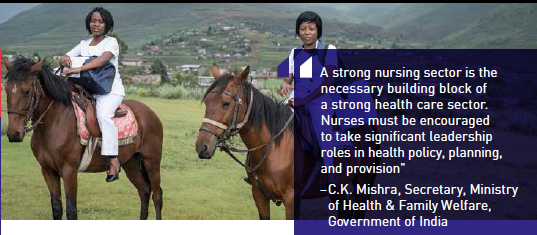 A strong nursing sector is the
necessary building block of
a strong health care sector.
Nurses must be encouraged
to take significant leadership
roles in health policy, planning,
and provision”
–C.K. Mishra, Secretary, Ministry
of Health & Family Welfare,
Government of India